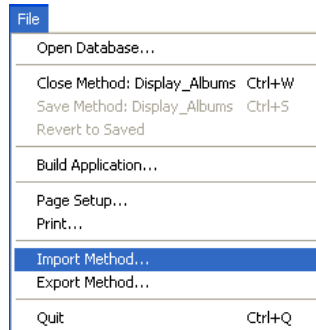 File
Open Database...
Close Method: Display_Albums Ctrl+W
Save Method: Display_Albums Ctrl+S
Revert to Saved
Build Application...
Page Setup...
Print...
Import Method...
Export Method...
Quit Ctrl+Q